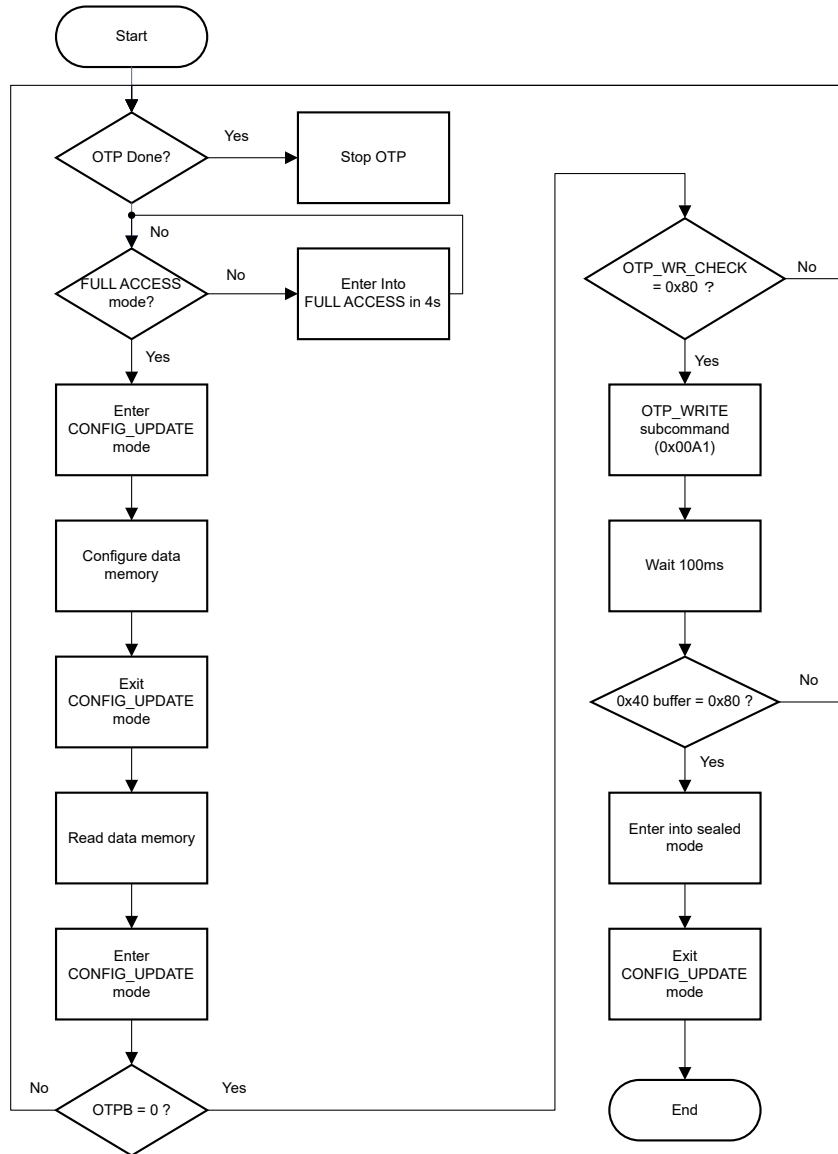 Start
OTP Done?
Yes
Stop OTP
No
FULL ACCESS
mode?
No
Enter Into
FULL ACCESS in 4s
Yes
Enter
CONFIG_UPDATE
mode
Configure data
memory
Exit
CONFIG_UPDATE
mode
Read data memory
Enter
CONFIG_UPDATE
mode
No
OTPB = 0 ?
Yes
OTP_WR_CHECK
= 0x80 ?
No
Yes
OTP_WRITE
subcommand
(0x00A1)
Wait 100ms
0x40 buffer = 0x80 ?
No
Yes
Enter into sealed
mode
Exit
CONFIG_UPDATE
mode
End